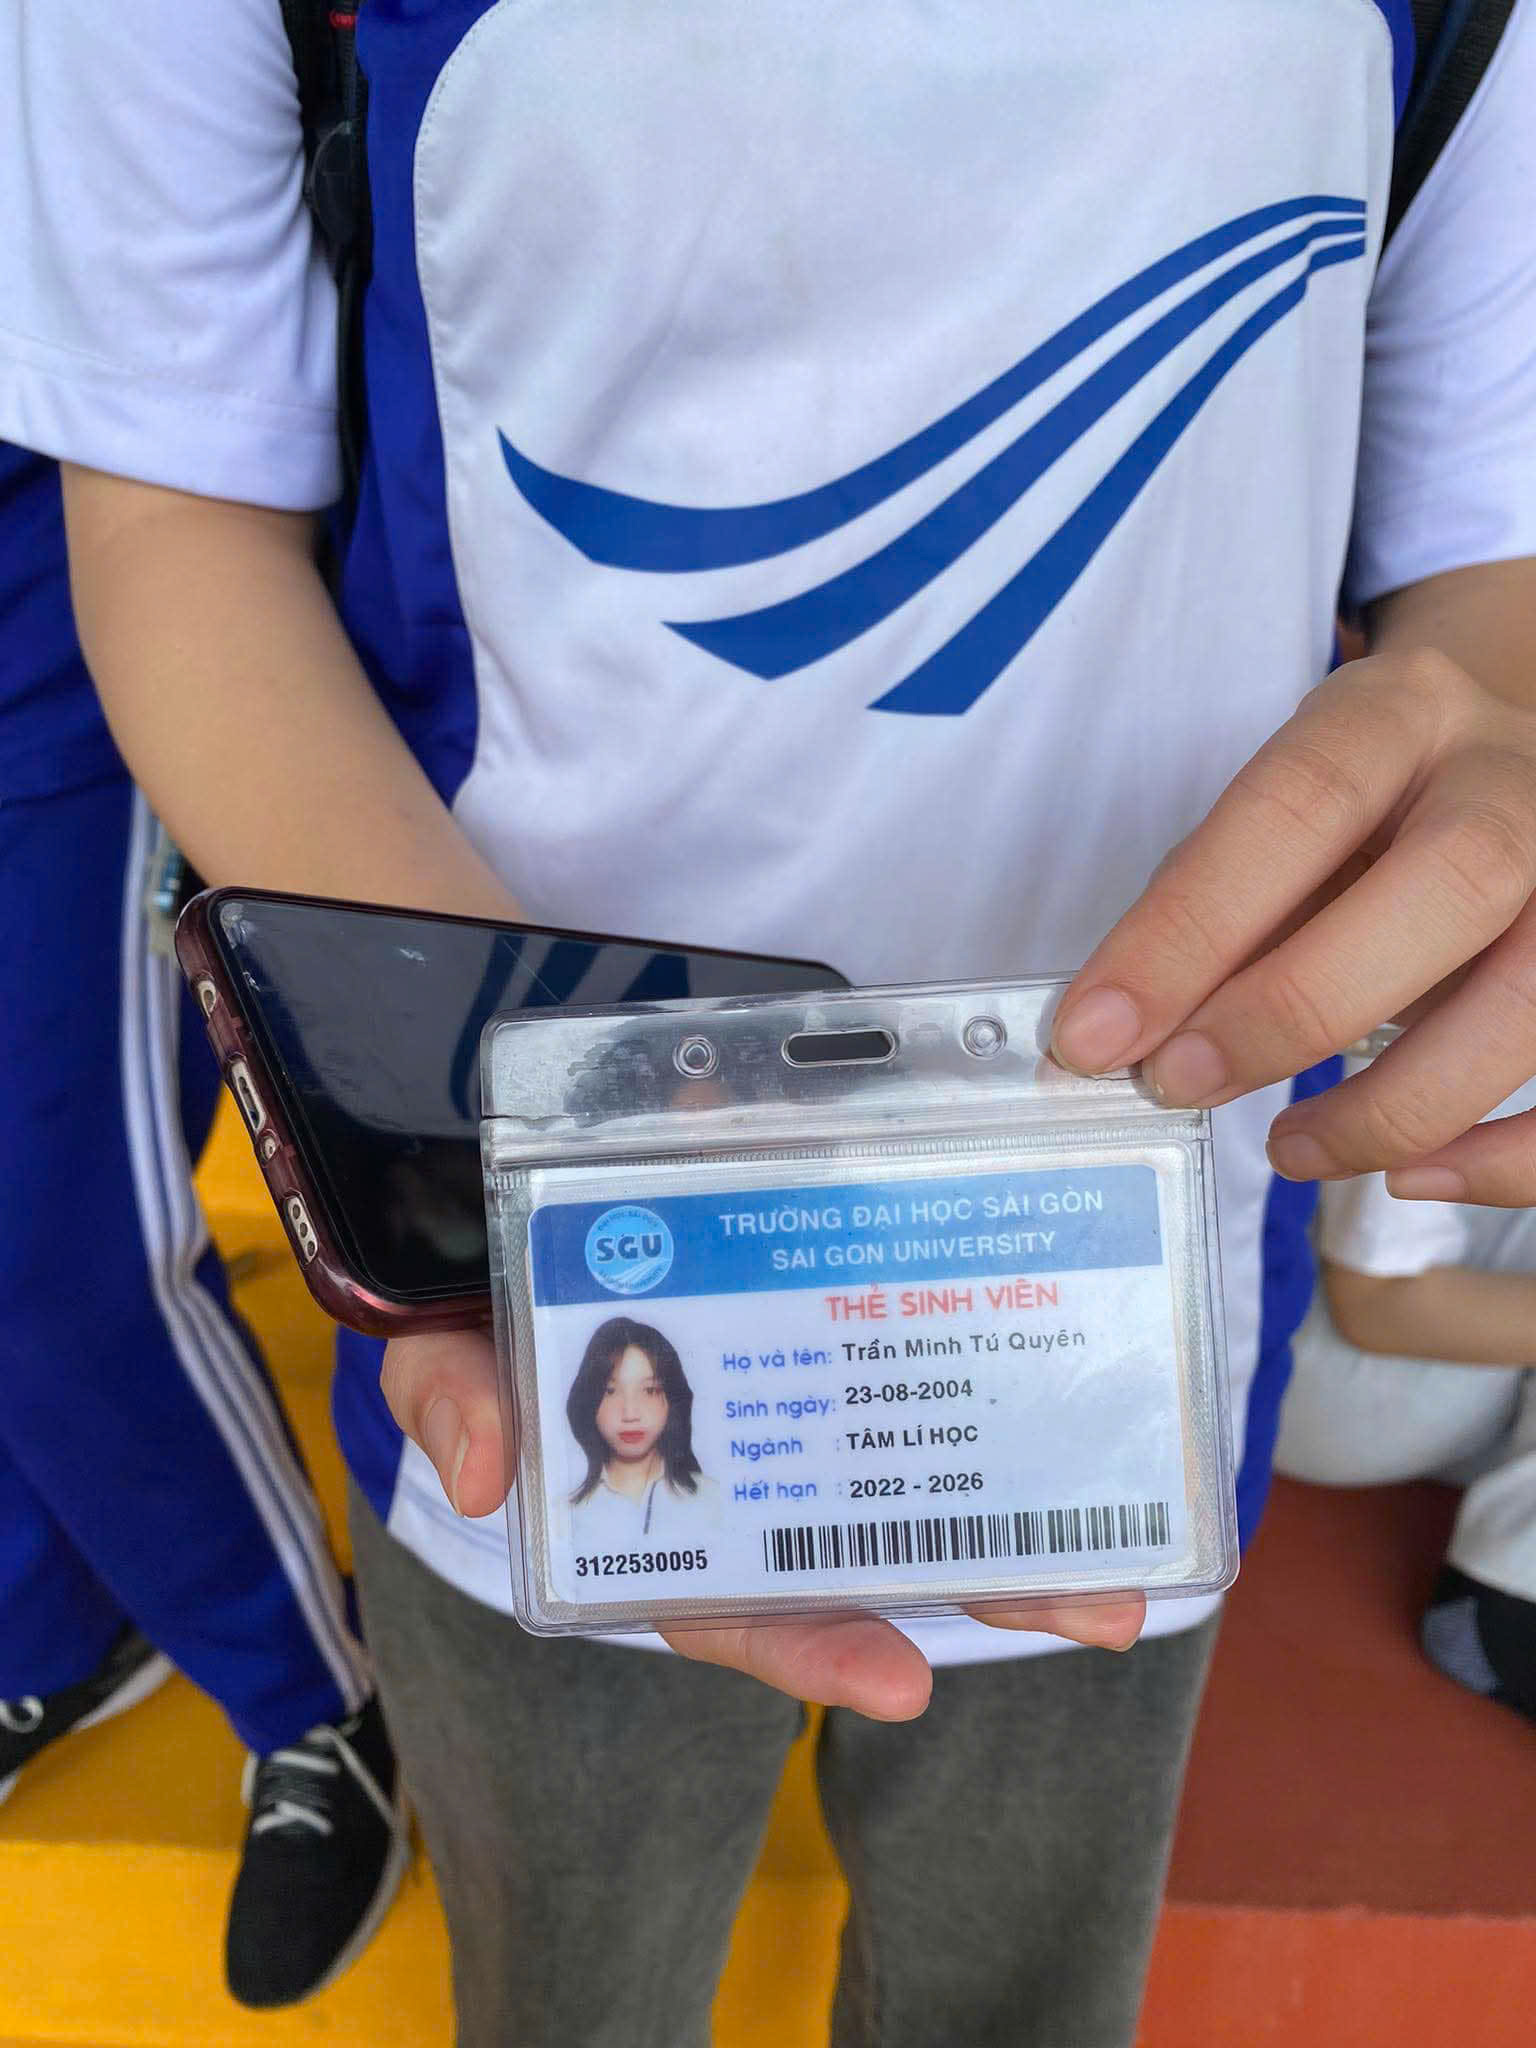 SGU
TRƯỜNG ĐẠI HỌC SÀI GÒN
SAI GON UNIVERSITY
THẺ SINH VIÊN
Họ và tên: Trần Minh Tú Quyên
Sinh ngày: 23-08-2004
Ngành : TÂM LÍ HỌC
Hết hạn : 2022 - 2026
3122530095